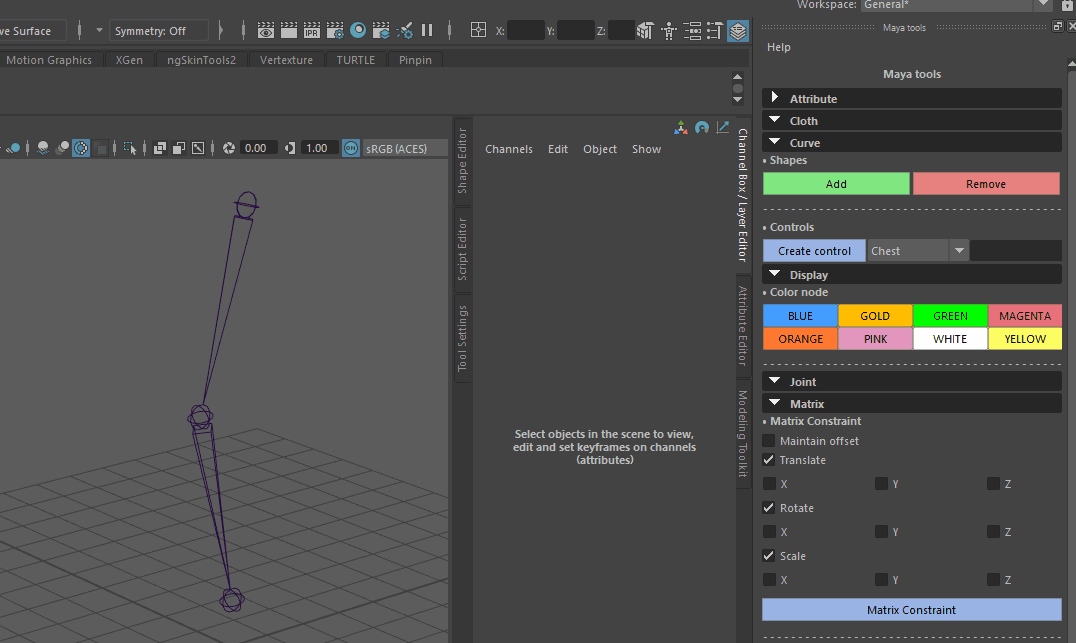 Workspace: General*
ve Surface Symmetry: Off IPR X: Y: Z:
Maya tools
Help
Motion Graphics XGen ngSkinTools2 Vertexture TURTLE Pinpin
Maya tools
Attribute
Cloth
Curve
Shapes
Add Remove
Controls
Create control Chest
Display
Color node
BLUE GOLD GREEN MAGENTA
ORANGE PINK WHITE YELLOW
Joint
Matrix
Matrix Constraint
Maintain offset
Translate
X Y Z
Rotate
X Y Z
Scale
X Y Z
Matrix Constraint
0.00 1.00 ON sRGB (ACES)
Shape Editor
Script Editor
Tool Settings
Channels Edit Object Show
Select objects in the scene to view,
edit and set keyframes on channels
(attributes)
Channel Box / Layer Editor
Attribute Editor
Modeling Toolkit